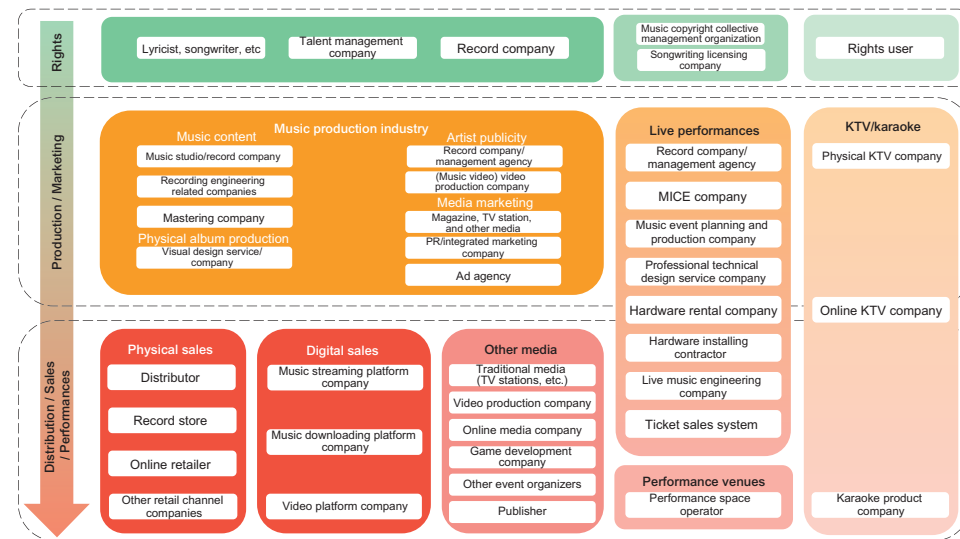 Rights
Lyricist, songwriter, etc
Talent management
company
Record company
Music copyright collective
management organization
Songwriting licensing
company
Rights user
Production / Marketing
Music production industry
Music content
Music studio/record company
Recording engineering
related companies
Mastering company
Physical album production
Visual design service/
company
Artist publicity
Record company/
management agency
(Music video) video
production company
Media marketing
Magazine, TV station,
and other media
PR/integrated marketing
company
Ad agency
Live performances
Record company/
management agency
MICE company
Music event planning and
production company
Professional technical
design service company
Hardware rental company
Hardware installing
contractor
Live music engineering
company
Ticket sales system
KTV/karaoke
Physical KTV company
Online KTV company
Karaoke product
company
Distribution / Sales
/ Performances
Physical sales
Distributor
Record store
Online retailer
Other retail channel
companies
Digital sales
Music streaming platform
company
Music downloading platform
company
Video platform company
Other media
Traditional media
(TV stations, etc.)
Video production company
Online media company
Game development
company
Other event organizers
Publisher
Performance venues
Performance space
operator